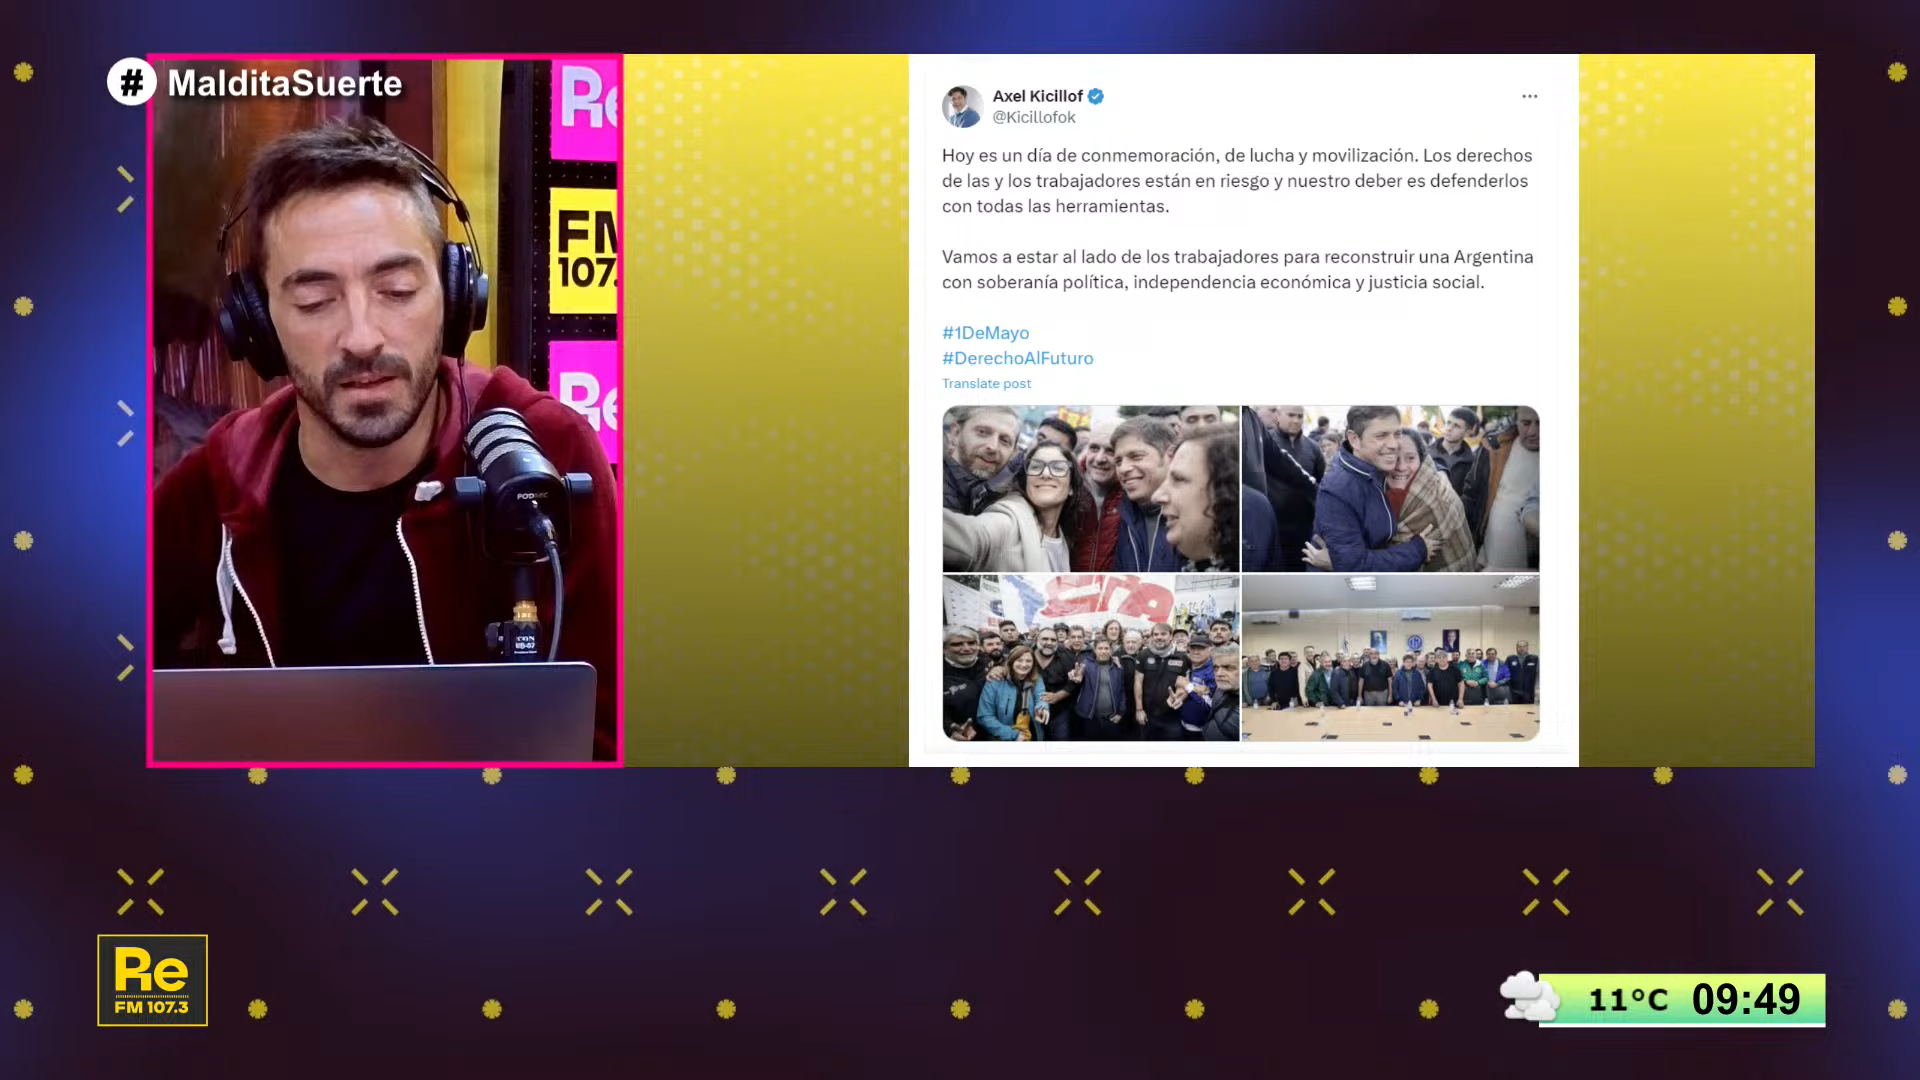 # MalditaSuerte
Re
FM
107.
Re
PODMIC
Axel Kicillof
@Kicillofok
Hoy es un día de conmemoración, de lucha y movilización. Los derechos
de las y los trabajadores están en riesgo y nuestro deber es defenderlos
con todas las herramientas.
Vamos a estar al lado de los trabajadores para reconstruir una Argentina
con soberanía política, independencia económica y justicia social.
#1DeMayo
#DerechoAlFuturo
Translate post
Re
FM 107.3
11°C 09:49